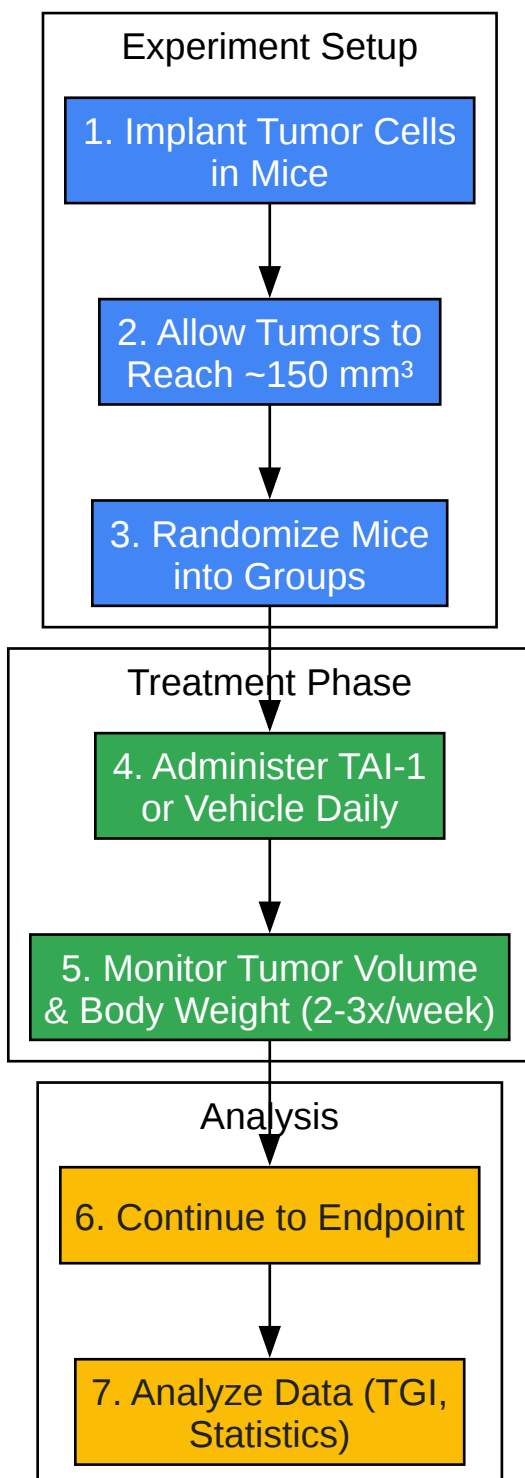 Experiment Setup
1. Implant Tumor Cells
in Mice
2. Allow Tumors to
Reach ~150 mm³
3. Randomize Mice
into Groups
Treatment Phase
4. Administer TAI-1
or Vehicle Daily
5. Monitor Tumor Volume
& Body Weight (2-3x/week)
Analysis
6. Continue to Endpoint
7. Analyze Data (TGI,
Statistics)